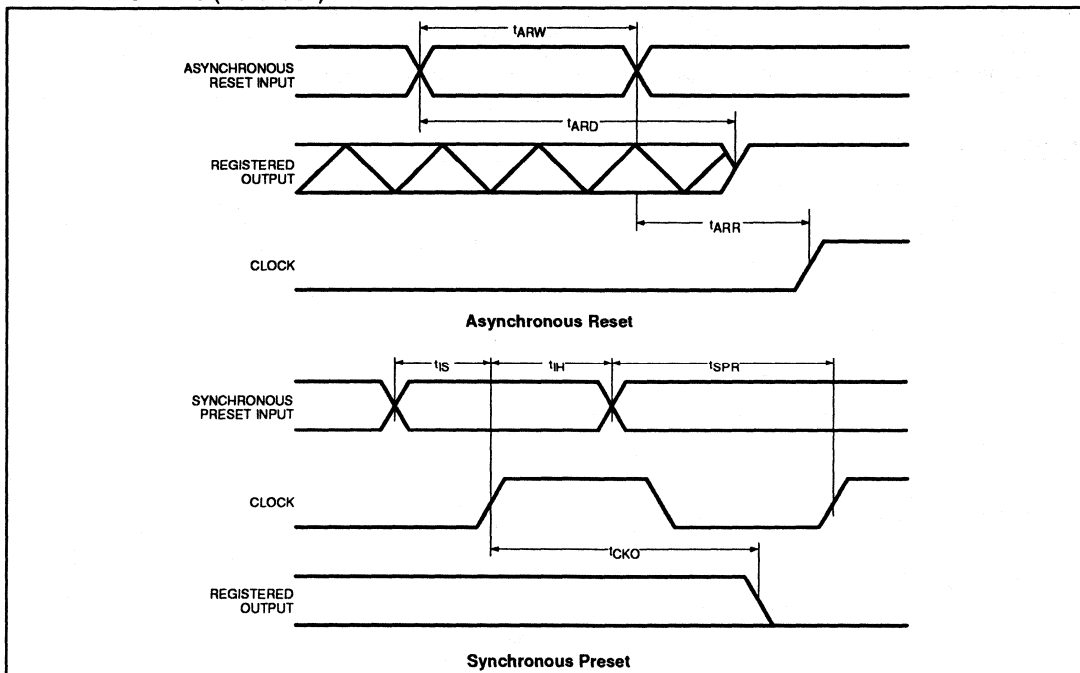 tARW
ASYNCHRONOUS
RESET INPUT
tARD
REGISTERED
OUTPUT
tARR
CLOCK
Asynchronous Reset
tIS
tIH
tSPR
SYNCHRONOUS
PRESET INPUT
CLOCK
tCKO
REGISTERED
OUTPUT
Synchronous Preset